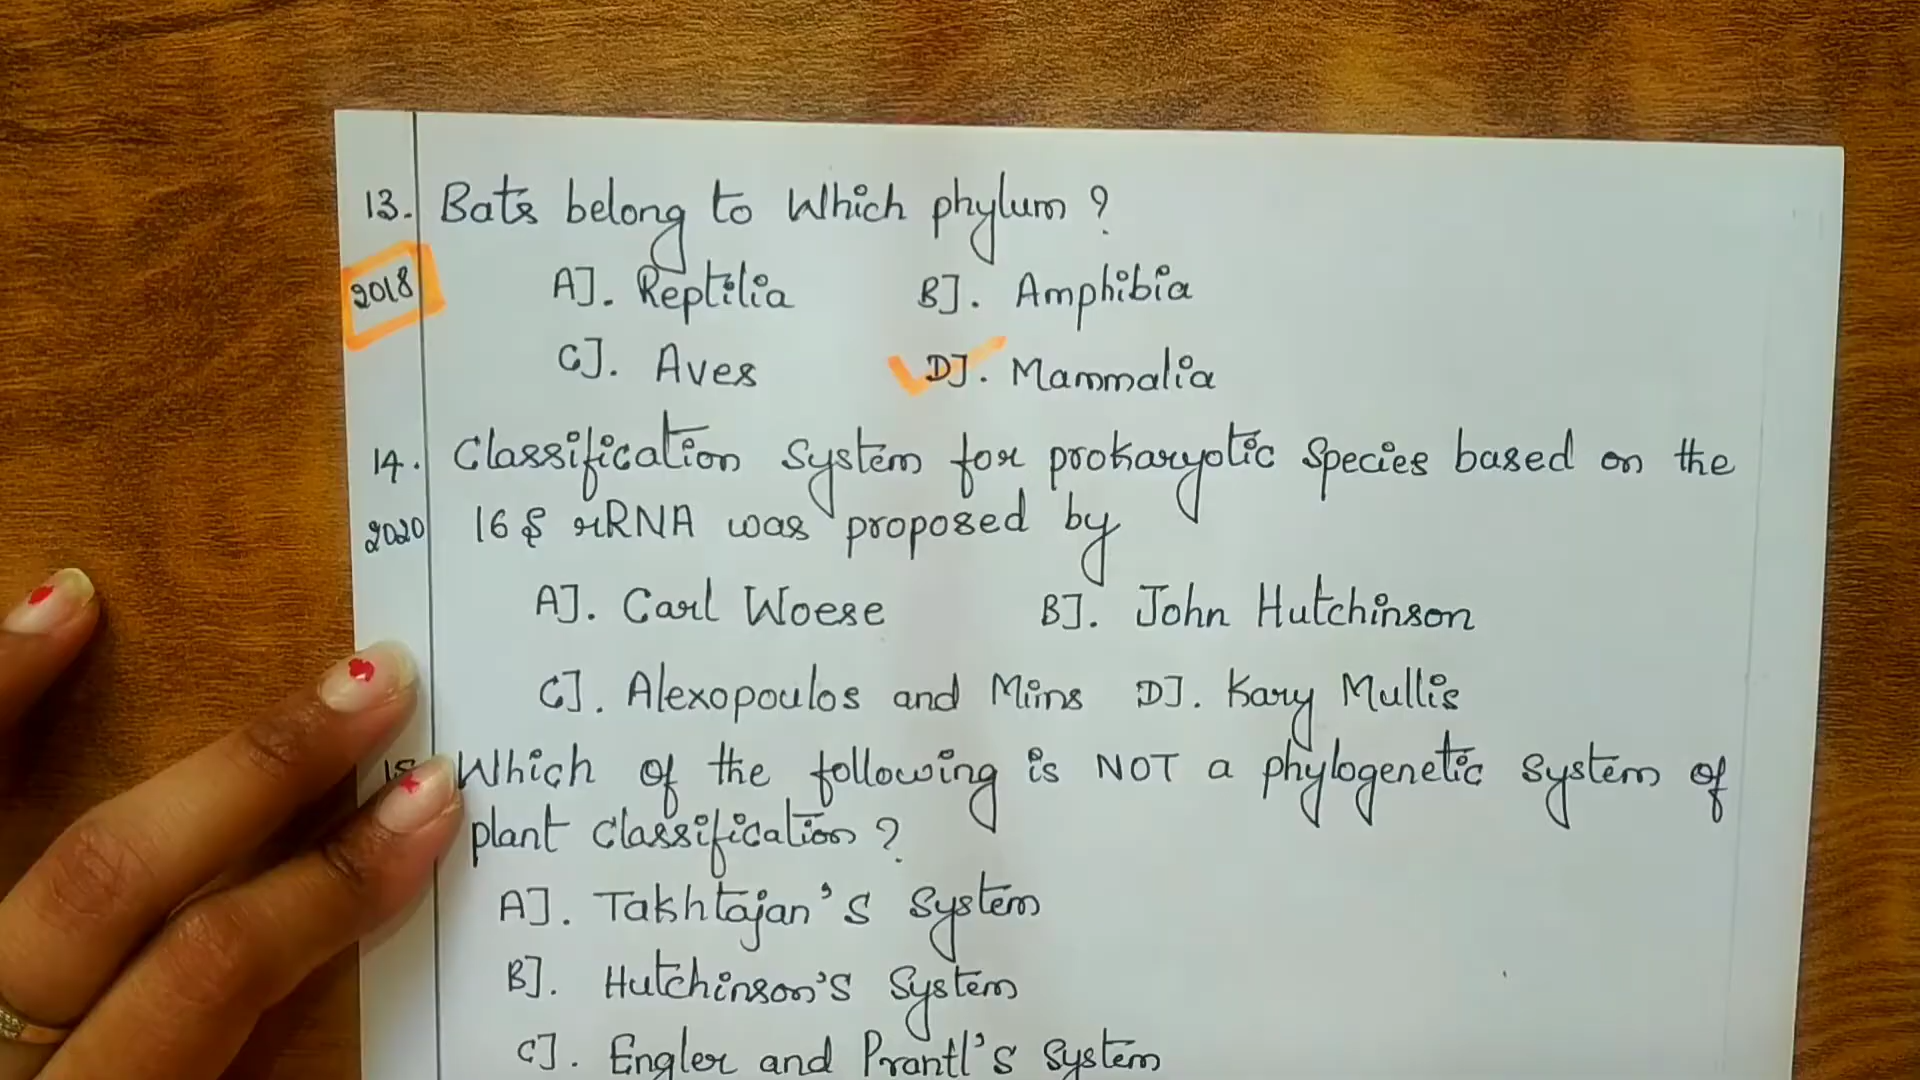 13. Bats belong to Which phylum ?
2018 A]. Reptilia B]. Amphibia
C]. Aves D]. Mammalia
14. Classification System for prokaryotic Species based on the
2020 16 S rRNA was proposed by
A]. Carl Woese B]. John Hutchinson
C]. Alexopoulos and Mims D]. Kary Mullis
Which of the following is NOT a phylogenetic System of
plant classification ?
A]. Takhtajan's System
B]. Hutchinson's System
C]. Engler and Prantl's System